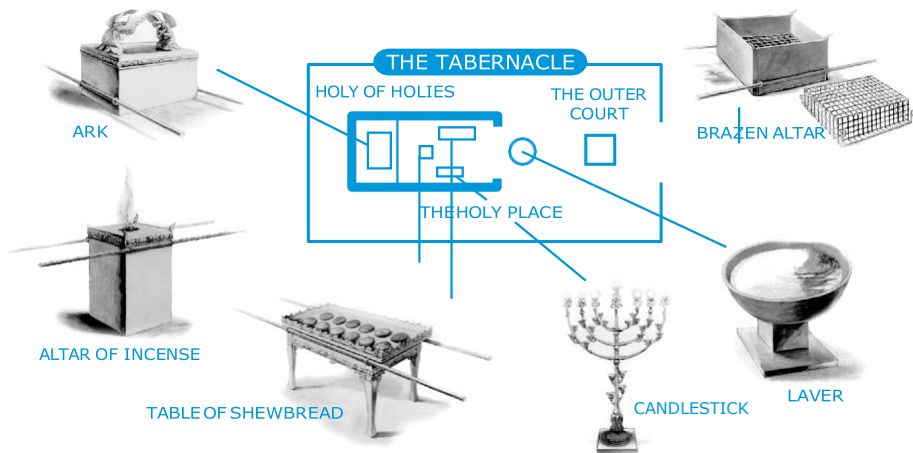 THE TABERNACLE
HOLY OF HOLIES
THE OUTER
COURT
ARK
BRAZEN ALTAR
THE HOLY PLACE
ALTAR OF INCENSE
TABLE OF SHEWBREAD
CANDLESTICK
LAVER